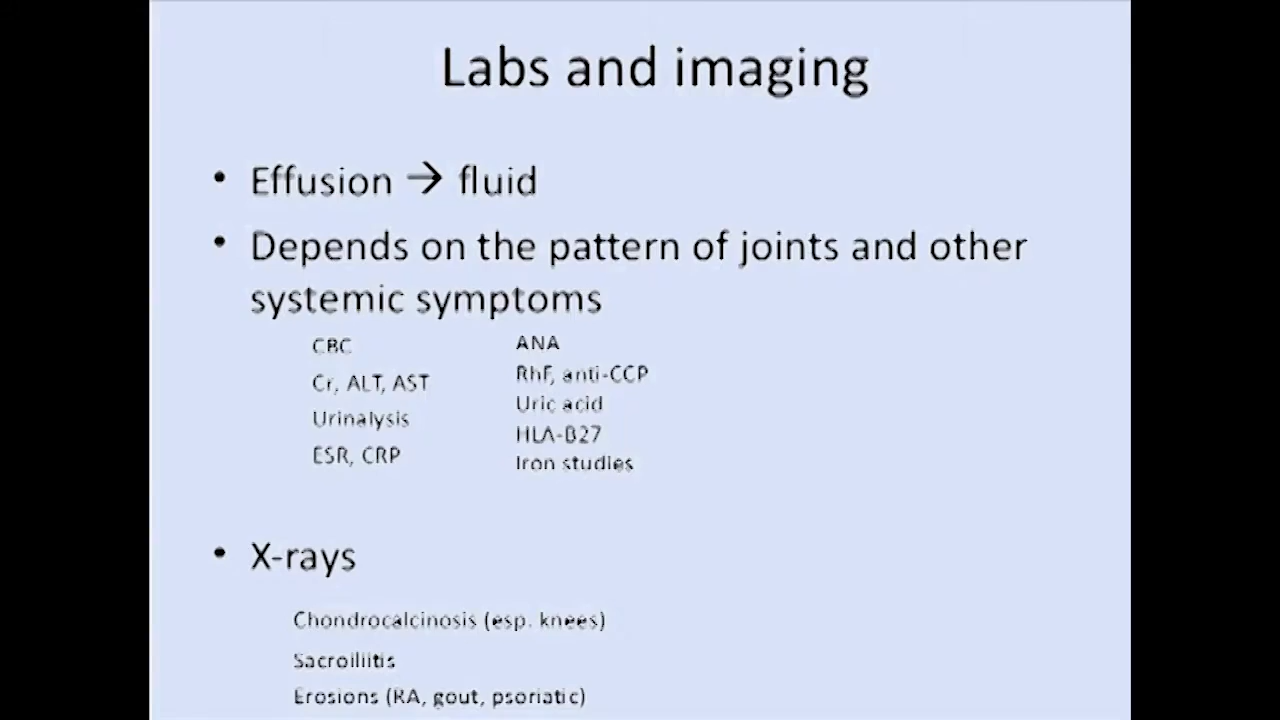 Labs and imaging
• Effusion → fluid
• Depends on the pattern of joints and other
systemic symptoms
CBC
Cr, ALT, AST
Urinalysis
ESR, CRP
ANA
RhF, anti-CCP
Uric acid
HLA-B27
Iron studies
• X-rays
Chondrocalcinosis (esp. knees)
Sacroiliitis
Erosions (RA, gout, psoriatic)